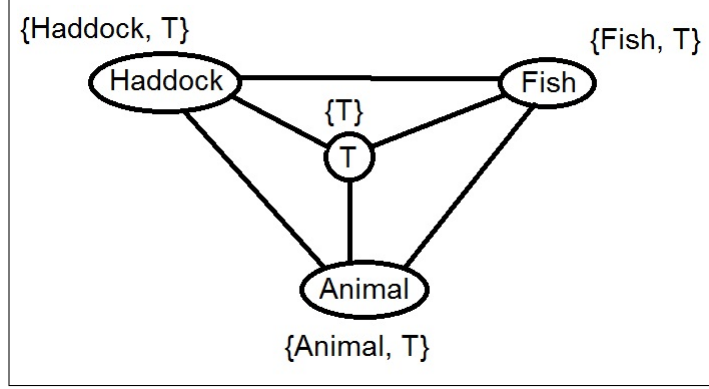 {Haddock, T}
{Fish, T}
Haddock
Fish
{T}
T
Animal
{Animal, T}